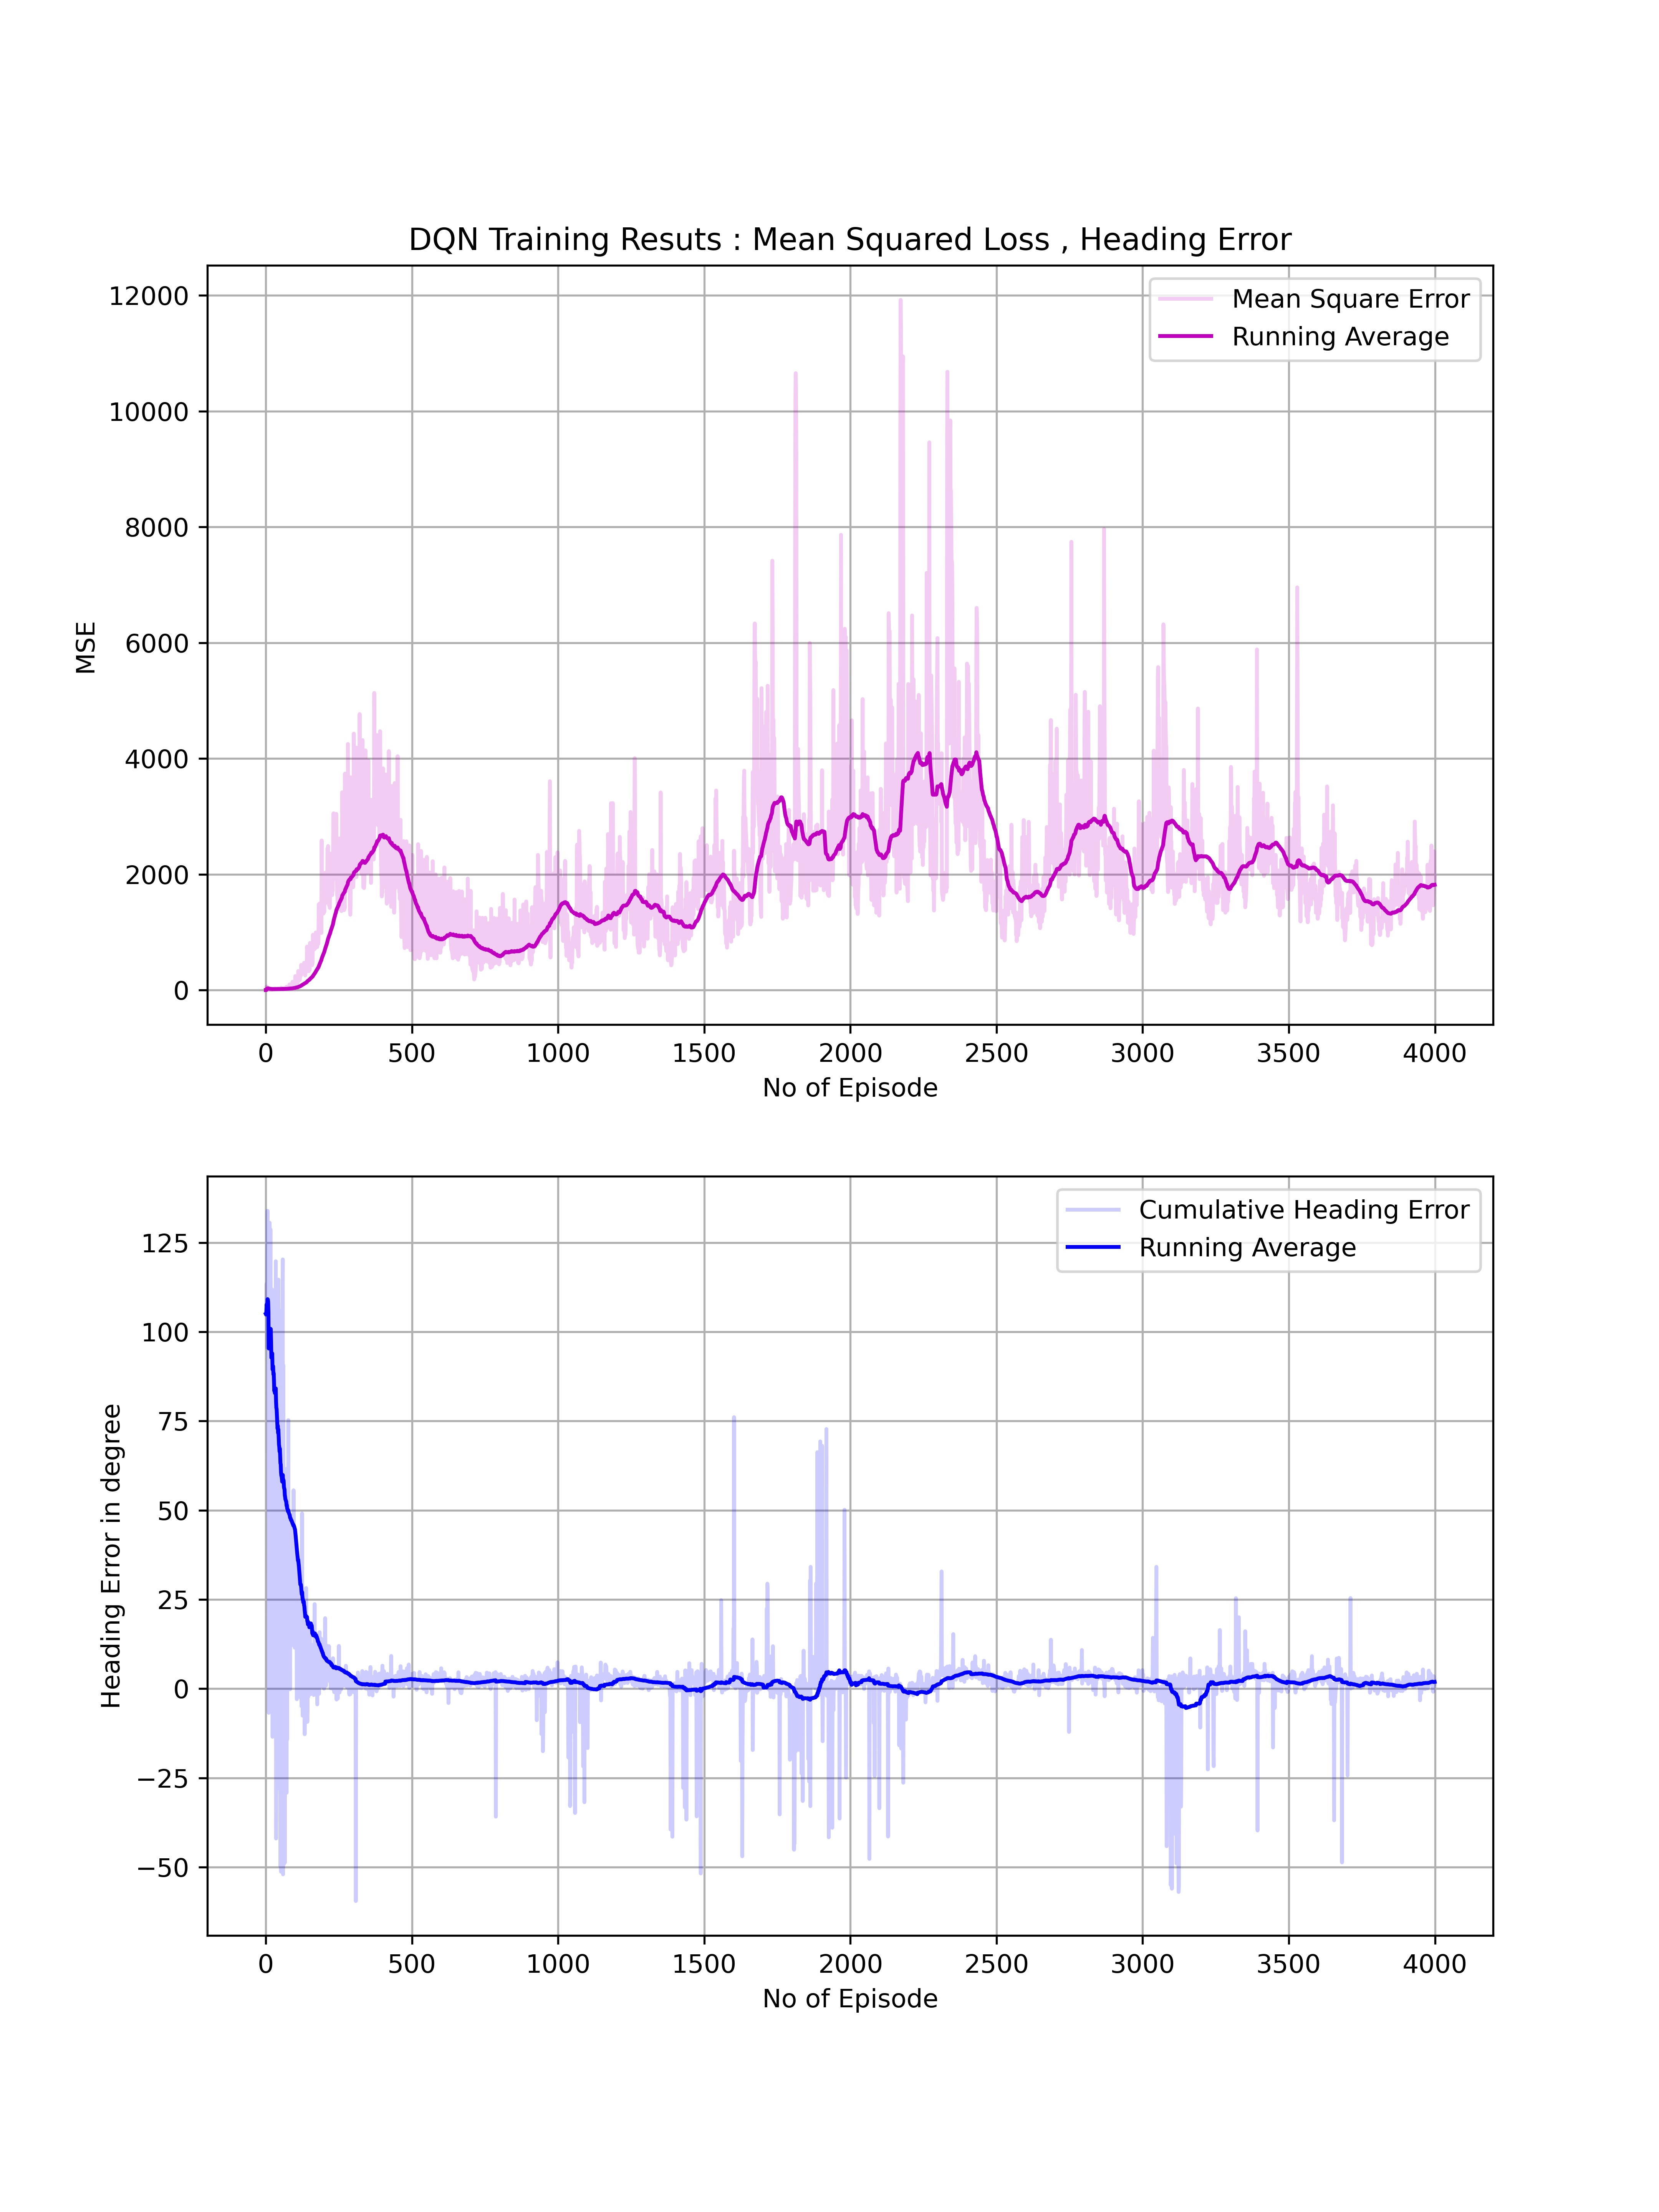 DQN Training Resuts : Mean Squared Loss , Heading Error
Mean Square Error
Running Average
12000
10000
8000
6000
4000
2000
0
MSE
0 500 1000 1500 2000 2500 3000 3500 4000
No of Episode
Cumulative Heading Error
Running Average
125
100
75
50
25
0
−25
−50
Heading Error in degree
0 500 1000 1500 2000 2500 3000 3500 4000
No of Episode